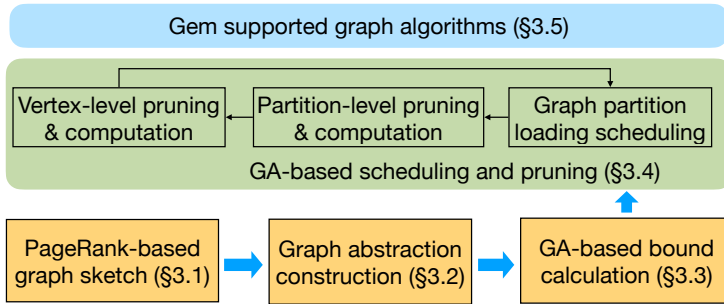 Gem supported graph algorithms (§3.5)
Vertex-level pruning
& computation
Partition-level pruning
& computation
Graph partition
loading scheduling
GA-based scheduling and pruning (§3.4)
PageRank-based
graph sketch (§3.1)
Graph abstraction
construction (§3.2)
GA-based bound
calculation (§3.3)